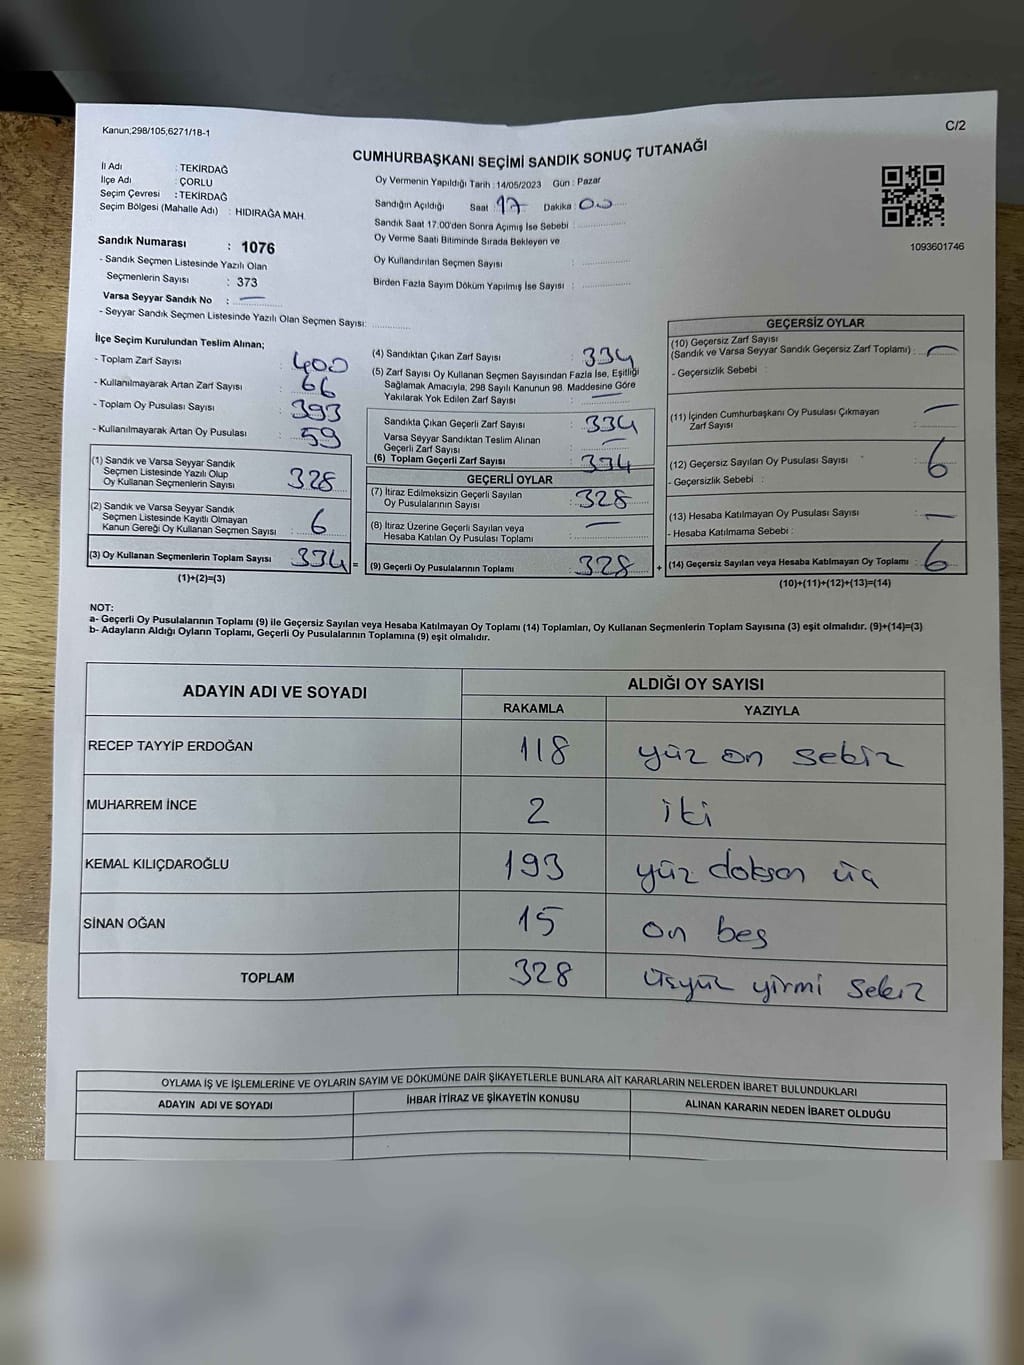 Kanun;298/105,6271/18-1
C/2
CUMHURBAŞKANI SEÇİMİ SANDIK SONUÇ TUTANAĞI
İl Adı : TEKİRDAĞ
İlçe Adı : ÇORLU
Seçim Çevresi : TEKİRDAĞ
Seçim Bölgesi (Mahalle Adı) : HIDIRAĞA MAH.
Sandık Numarası : 1076
- Sandık Seçmen Listesinde Yazılı Olan
Seçmenlerin Sayısı : 373
Varsa Seyyar Sandık No : —
- Seyyar Sandık Seçmen Listesinde Yazılı Olan Seçmen Sayısı:
Oy Vermenin Yapıldığı Tarih : 14/05/2023 Gün : Pazar
Sandığın Açıldığı Saat : 17 Dakika : 00
Sandık Saat 17.00'den Sonra Açımış İse Sebebi :
Oy Verme Saati Bitiminde Sırada Bekleyen ve
Oy Kullandırılan Seçmen Sayısı :
Birden Fazla Sayım Döküm Yapılmış İse Sayısı :
1093601746
İlçe Seçim Kurulundan Teslim Alınan;
- Toplam Zarf Sayısı : 400
- Kullanılmayarak Artan Zarf Sayısı : 66
- Toplam Oy Pusulası Sayısı : 393
- Kullanılmayarak Artan Oy Pusulası : 59
(1) Sandık ve Varsa Seyyar Sandık
Seçmen Listesinde Yazılı Olup
Oy Kullanan Seçmenlerin Sayısı : 328
(2) Sandık ve Varsa Seyyar Sandık
Seçmen Listesinde Kayıtlı Olmayan
Kanun Gereği Oy Kullanan Seçmen Sayısı : 6
(3) Oy Kullanan Seçmenlerin Toplam Sayısı : 334 =
(1)+(2)=(3)
(4) Sandıktan Çıkan Zarf Sayısı : 334
(5) Zarf Sayısı Oy Kullanan Seçmen Sayısından Fazla İse, Eşitliği
Sağlamak Amacıyla, 298 Sayılı Kanunun 98. Maddesine Göre
Yakılarak Yok Edilen Zarf Sayısı : —
Sandıkta Çıkan Geçerli Zarf Sayısı : 334
Varsa Seyyar Sandıktan Teslim Alınan
Geçerli Zarf Sayısı : —
(6) Toplam Geçerli Zarf Sayısı : 334
GEÇERLİ OYLAR
(7) İtiraz Edilmeksizin Geçerli Sayılan
Oy Pusulalarının Sayısı : 328
(8) İtiraz Üzerine Geçerli Sayılan veya
Hesaba Katılan Oy Pusulası Toplamı : —
(9) Geçerli Oy Pusulalarının Toplamı : 328 +
GEÇERSİZ OYLAR
(10) Geçersiz Zarf Sayısı
(Sandık ve Varsa Seyyar Sandık Geçersiz Zarf Toplamı) : —
- Geçersizlik Sebebi :
(11) İçinden Cumhurbaşkanı Oy Pusulası Çıkmayan
Zarf Sayısı : —
(12) Geçersiz Sayılan Oy Pusulası Sayısı : 6
- Geçersizlik Sebebi :
(13) Hesaba Katılmayan Oy Pusulası Sayısı : —
- Hesaba Katılmama Sebebi :
(14) Geçersiz Sayılan veya Hesaba Katılmayan Oy Toplamı : 6
(10)+(11)+(12)+(13)=(14)
NOT:
a- Geçerli Oy Pusulalarının Toplamı (9) ile Geçersiz Sayılan veya Hesaba Katılmayan Oy Toplamı (14) Toplamları, Oy Kullanan Seçmenlerin Toplam Sayısına (3) eşit olmalıdır. (9)+(14)=(3)
b- Adayların Aldığı Oyların Toplamı, Geçerli Oy Pusulalarının Toplamına (9) eşit olmalıdır.
ADAYIN ADI VE SOYADI
ALDIĞI OY SAYISI
RAKAMLA YAZIYLA
RECEP TAYYİP ERDOĞAN 118 yüz on sekiz
MUHARREM İNCE 2 iki
KEMAL KILIÇDAROĞLU 193 yüz doksan üç
SİNAN OĞAN 15 on beş
TOPLAM 328 üçyüz yirmi sekiz
OYLAMA İŞ VE İŞLEMLERİNE VE OYLARIN SAYIM VE DÖKÜMÜNE DAİR ŞİKAYETLERLE BUNLARA AİT KARARLARIN NELERDEN İBARET BULUNDUKLARI
ADAYIN ADI VE SOYADI İHBAR İTİRAZ VE ŞİKAYETİN KONUSU ALINAN KARARIN NEDEN İBARET OLDUĞU